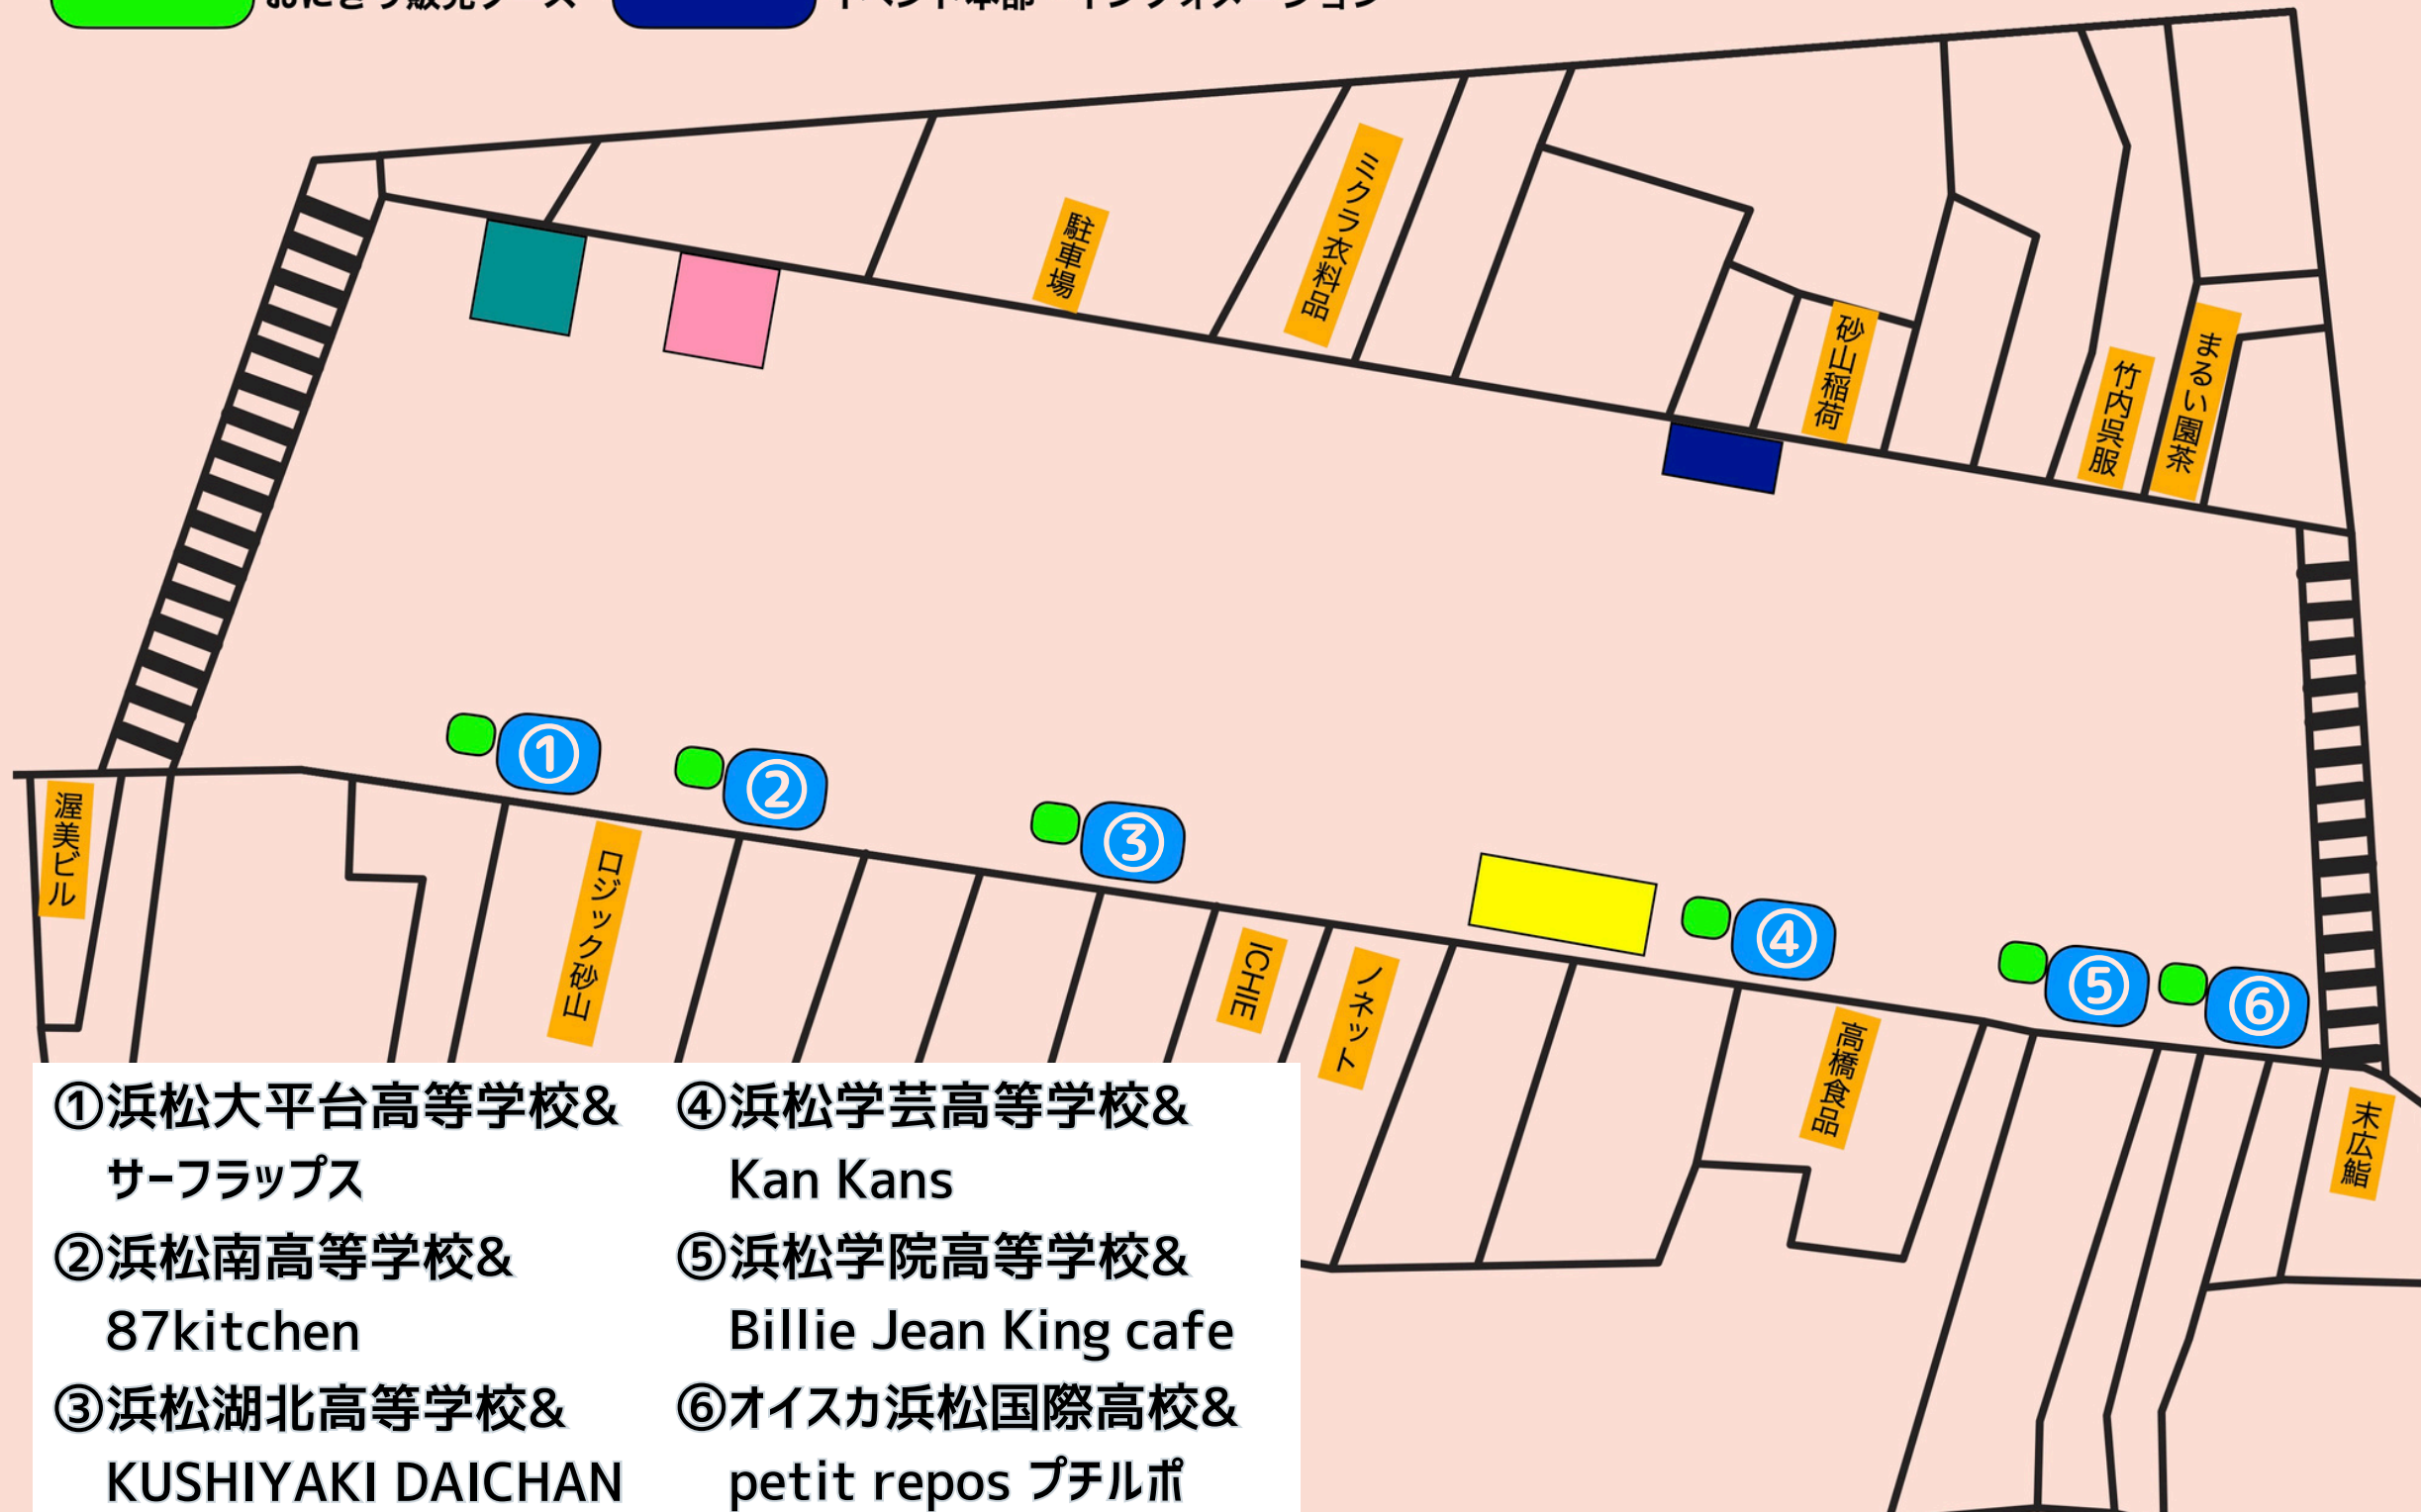 駐車場
ミクラ衣料品
砂山稲荷
竹内呉服
まるい園茶
①
②
③
④
⑤
⑥
渥美ビル
ロジック砂山
ICHIE
ノネット
高橋食品
末広鮨
①浜松大平台高等学校&
サーフラップス
②浜松南高等学校&
87kitchen
③浜松湖北高等学校&
KUSHIYAKI DAICHAN
④浜松学芸高等学校&
Kan Kans
⑤浜松学院高等学校&
Billie Jean King cafe
⑥オイスカ浜松国際高校&
petit repos プチルポ